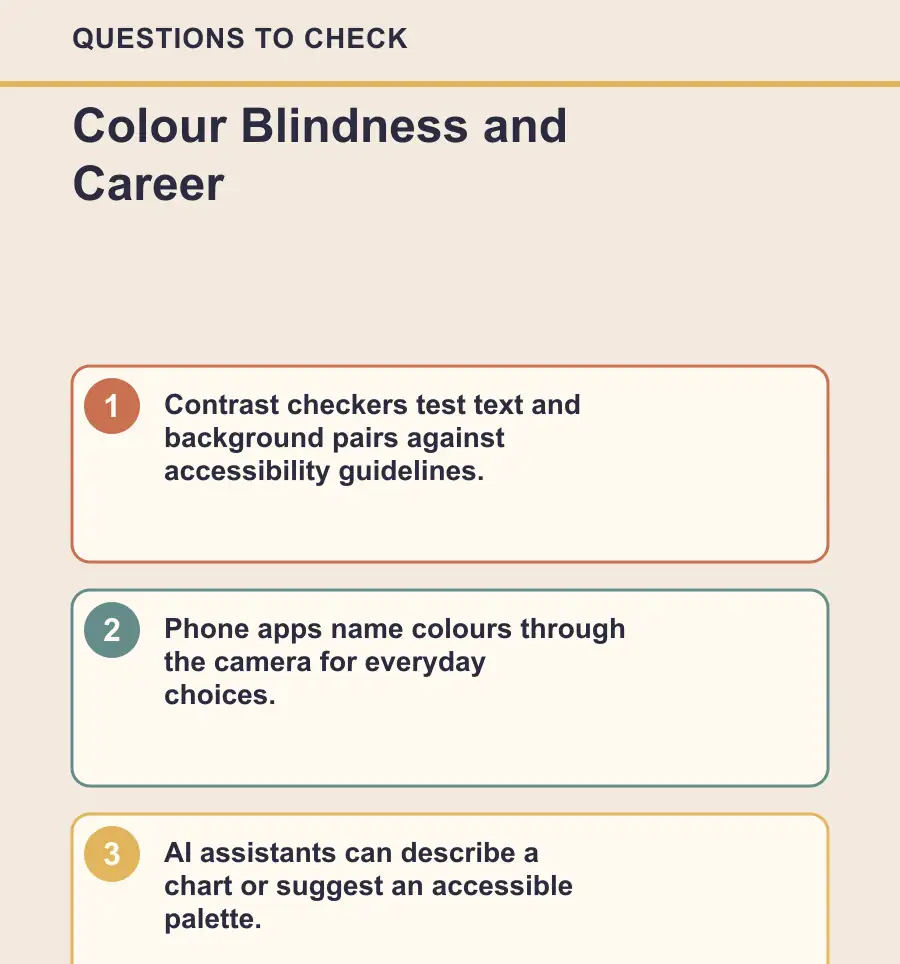 QUESTIONS TO CHECK
Colour Blindness and
Career
1
Contrast checkers test text and
background pairs against
accessibility guidelines.
2
Phone apps name colours through
the camera for everyday
choices.
3
AI assistants can describe a
chart or suggest an accessible
palette.